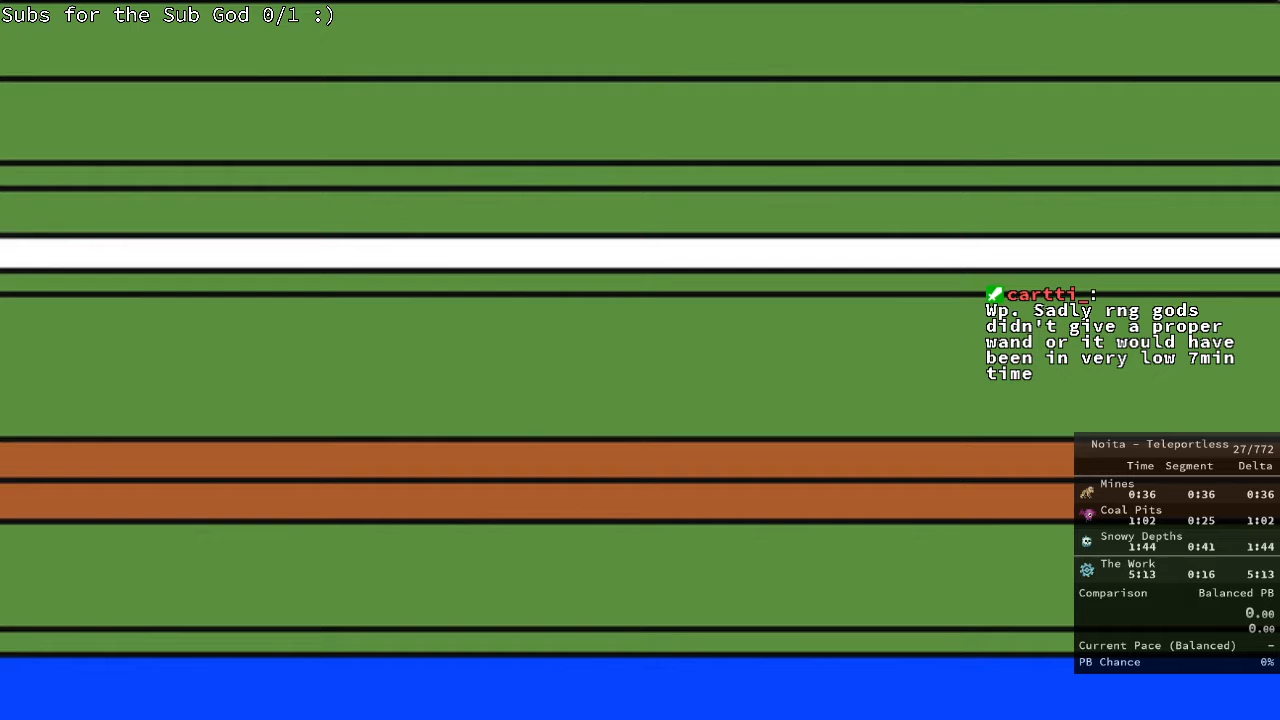 Subs for the Sub God 0/1 :)
cartti_:
Wp. Sadly rng gods
didn't give a proper
wand or it would have
been in very low 7min
time
Noita - Teleportless 27/772
Time Segment Delta
Mines
0:36 0:36 0:36
Coal Pits
1:02 0:25 1:02
Snowy Depths
1:44 0:41 1:44
The Work
5:13 0:16 5:13
Comparison Balanced PB
0.00
0.00
Current Pace (Balanced) -
PB Chance 0%